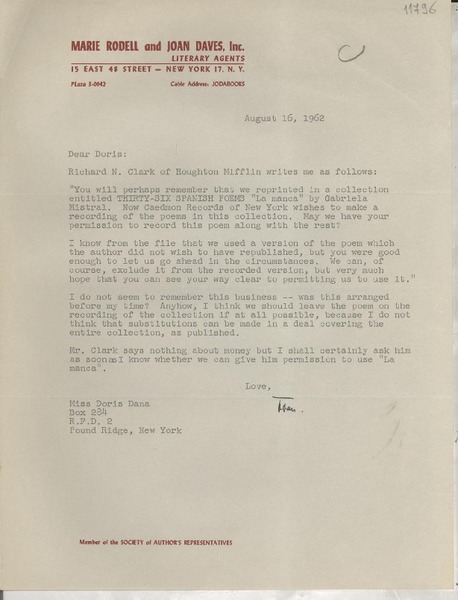 11796
MARIE RODELL and JOAN DAVES, Inc.
LITERARY AGENTS
15 EAST 48 STREET — NEW YORK 17, N. Y.
PLaza 3-0842 Cable Address: JODABOOKS
August 16, 1962
Dear Doris:
Richard N. Clark of Houghton Mifflin writes me as follows:
"You will perhaps remember that we reprinted in a collection
entitled THIRTY-SIX SPANISH POEMS "La manca" by Gabriela
Mistral. Now Caedmon Records of New York wishes to make a
recording of the poems in this collection. May we have your
permission to record this poem along with the rest?
I know from the file that we used a version of the poem which
the author did not wish to have republished, but you were good
enough to let us go ahead in the circumstances. We can, of
course, exclude it from the recorded version, but very much
hope that you can see your way clear to permitting us to use it."
I do not seem to remember this business -- was this arranged
before my time? Anyhow, I think we should leave the poem on the
recording of the collection if at all possible, because I do not
think that substitutions can be made in a deal covering the
entire collection, as published.
Mr. Clark says nothing about money but I shall certainly ask him
as soon as I know whether we can give him permission to use "La
manca".
Love,
Joan.
Miss Doris Dana
Box 284
R.F.D. 2
Pound Ridge, New York
Member of the SOCIETY of AUTHOR'S REPRESENTATIVES